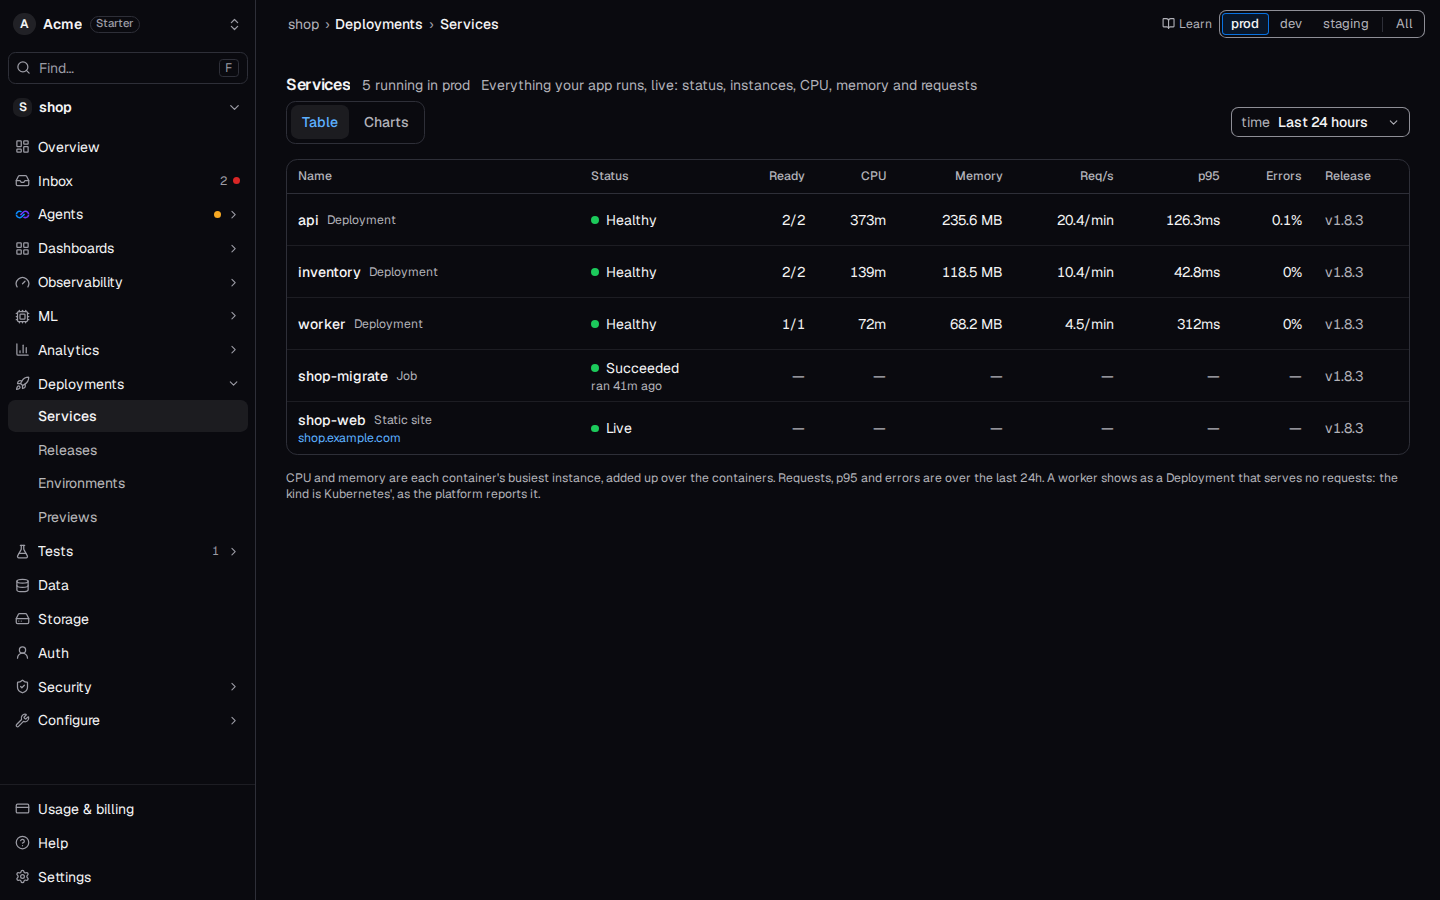 A Acme Starter
Find... F
S shop
Overview
Inbox 2
Agents
Dashboards
Observability
ML
Analytics
Deployments
Services
Releases
Environments
Previews
Tests 1
Data
Storage
Auth
Security
Configure
Usage & billing
Help
Settings
shop › Deployments › Services
Learn prod dev staging All
Services 5 running in prod Everything your app runs, live: status, instances, CPU, memory and requests
Table Charts
time Last 24 hours
Name Status Ready CPU Memory Req/s p95 Errors Release
api Deployment Healthy 2/2 373m 235.6 MB 20.4/min 126.3ms 0.1% v1.8.3
inventory Deployment Healthy 2/2 139m 118.5 MB 10.4/min 42.8ms 0% v1.8.3
worker Deployment Healthy 1/1 72m 68.2 MB 4.5/min 312ms 0% v1.8.3
shop-migrate Job Succeeded — — — — — — v1.8.3
ran 41m ago
shop-web Static site Live — — — — — — v1.8.3
shop.example.com
CPU and memory are each container's busiest instance, added up over the containers. Requests, p95 and errors are over the last 24h. A worker shows as a Deployment that serves no requests: the
kind is Kubernetes', as the platform reports it.